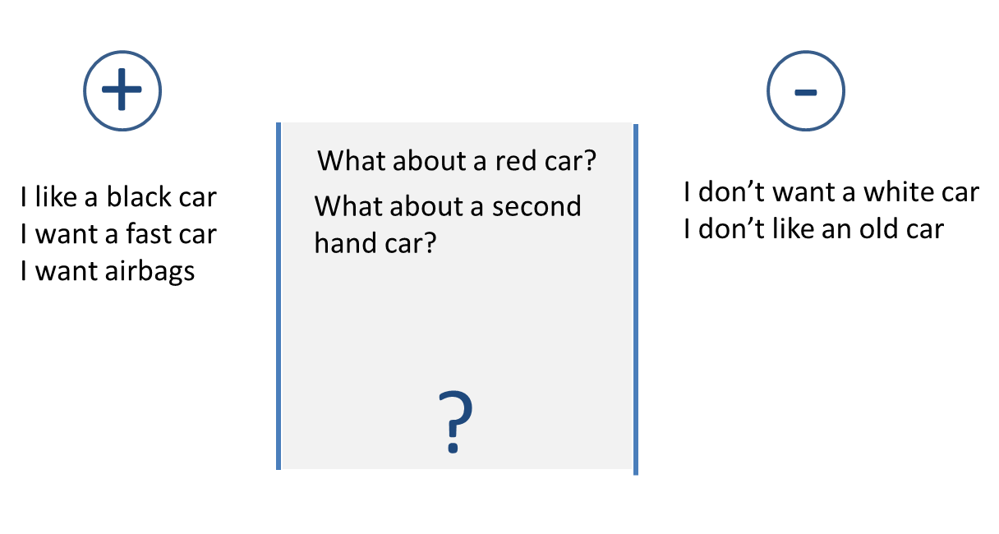 +
I like a black car
I want a fast car
I want airbags
What about a red car?
What about a second
hand car?
?
-
I don’t want a white car
I don’t like an old car